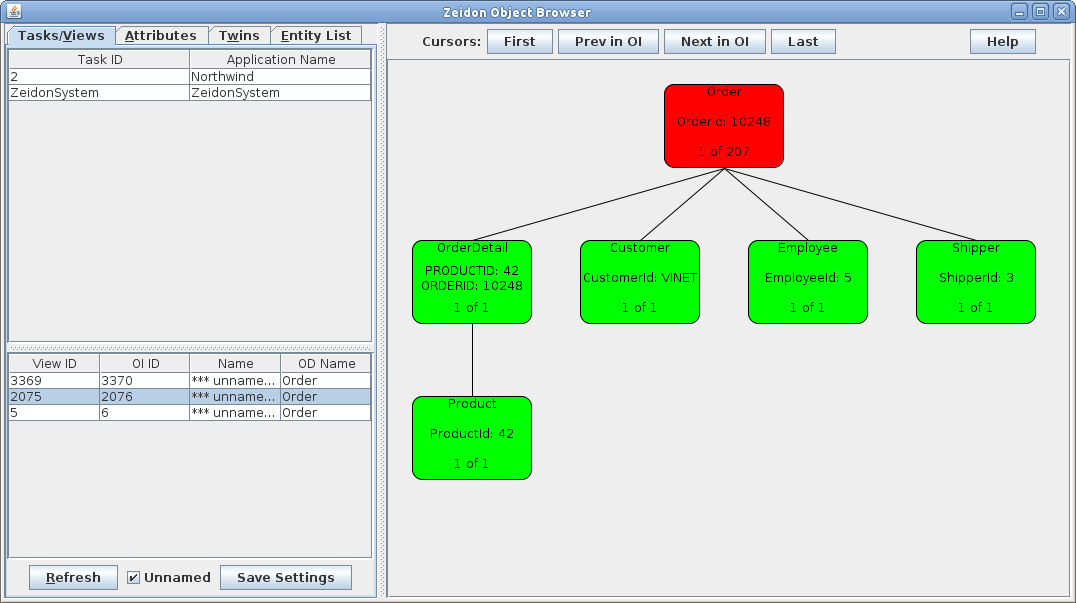 Zeidon Object Browser
Tasks/Views Attributes Twins Entity List
Task ID Application Name
2 Northwind
ZeidonSystem ZeidonSystem
View ID OI ID Name OD Name
3369 3370 *** unname... Order
2075 2076 *** unname... Order
5 6 *** unname... Order
Refresh Unnamed Save Settings
Cursors: First Prev in OI Next in OI Last Help
Order
OrderId: 10248
1 of 207
OrderDetail
PRODUCTID: 42
ORDERID: 10248
1 of 1
Customer
CustomerId: VINET
1 of 1
Employee
EmployeeId: 5
1 of 1
Shipper
ShipperId: 3
1 of 1
Product
ProductId: 42
1 of 1